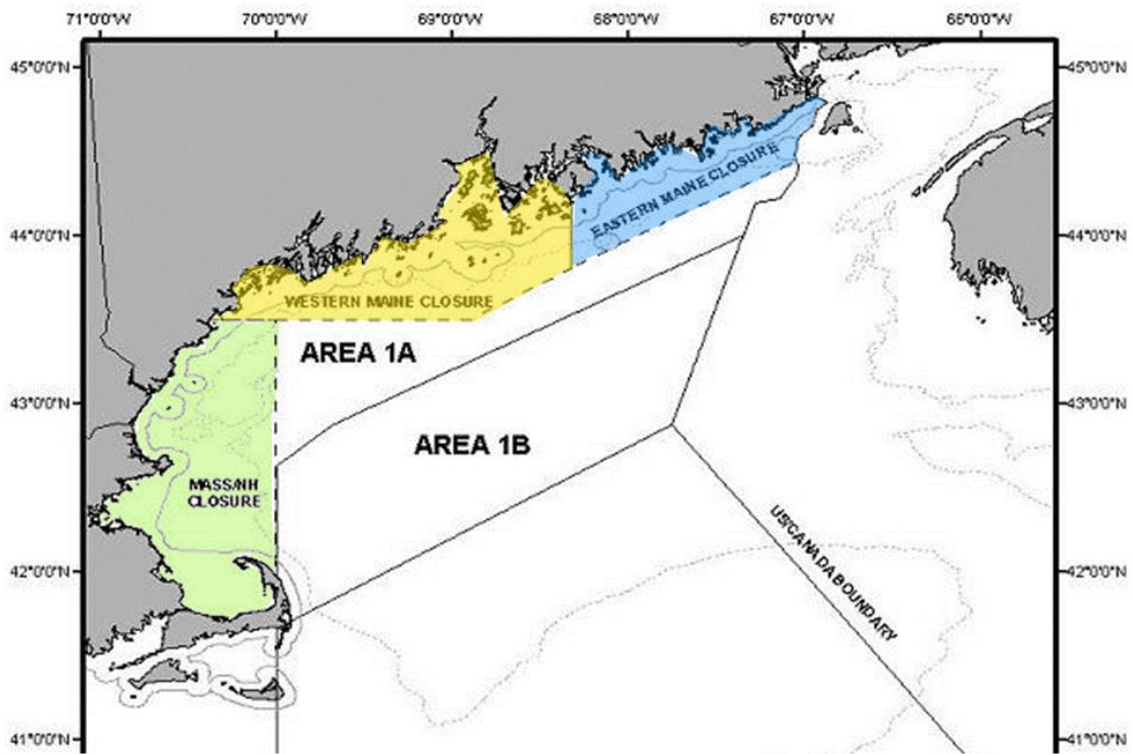 71°0'0"W 70°0'0"W 69°0'0"W 68°0'0"W 67°0'0"W 66°0'0"W
45°0'0"N 45°0'0"N
EASTERN MAINE CLOSURE
44°0'0"N 44°0'0"N
WESTERN MAINE CLOSURE
AREA 1A
43°0'0"N 43°0'0"N
AREA 1B
MASS/NH
CLOSURE
US/CANADA BOUNDARY
42°0'0"N 42°0'0"N
41°0'0"N 41°0'0"N